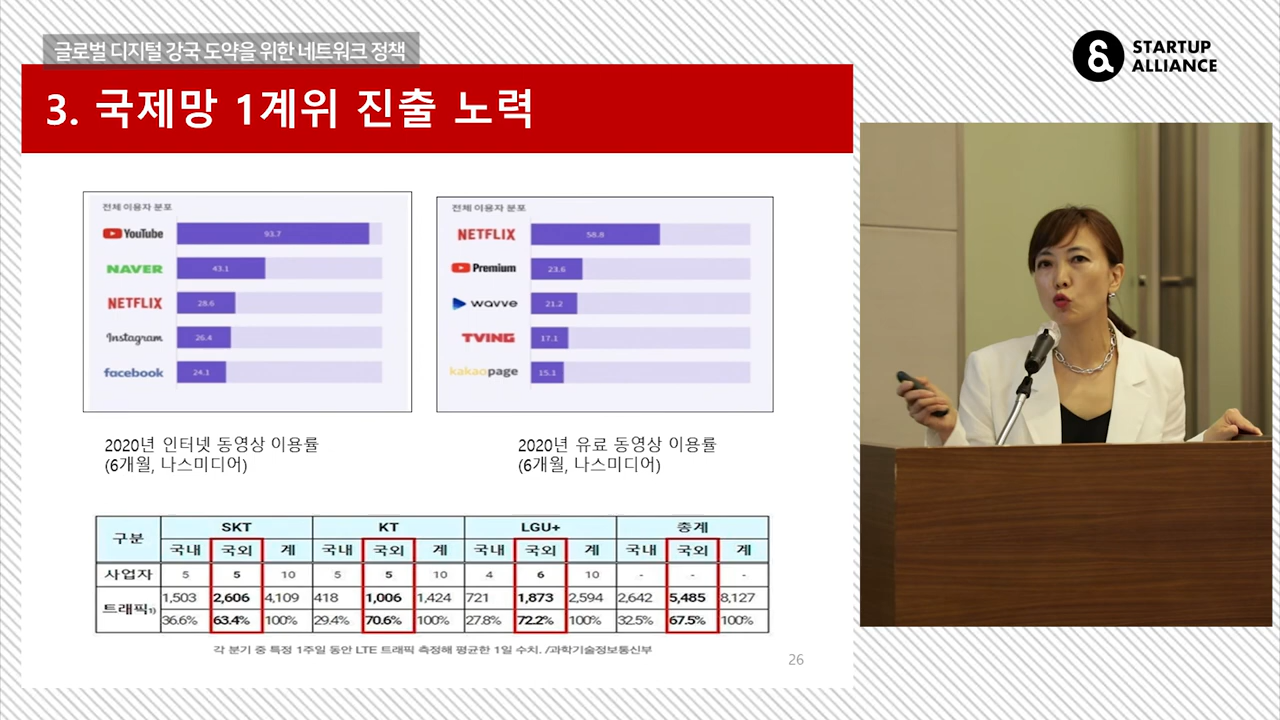 글로벌 디지털 강국 도약을 위한 네트워크 정책
STARTUP
ALLIANCE
3. 국제망 1계위 진출 노력
전체 이용자 분포
YouTube 93.7
NAVER 43.1
NETFLIX 28.6
Instagram 26.4
facebook 24.1
2020년 인터넷 동영상 이용률
(6개월, 나스미디어)
전체 이용자 분포
NETFLIX 58.8
Premium 23.6
wavve 21.2
TVING 17.1
kakaopage 15.1
2020년 유료 동영상 이용률
(6개월, 나스미디어)
구분 SKT KT LGU+ 총계
국내 국외 계 국내 국외 계 국내 국외 계 국내 국외 계
사업자 5 5 10 5 5 10 4 6 10 - - -
트래픽1) 1,503 2,606 4,109 418 1,006 1,424 721 1,873 2,594 2,642 5,485 8,127
36.6% 63.4% 100% 29.4% 70.6% 100% 27.8% 72.2% 100% 32.5% 67.5% 100%
각 분기 중 특정 1주일 동안 LTE 트래픽 측정해 평균한 1일 수치. /과학기술정보통신부
26